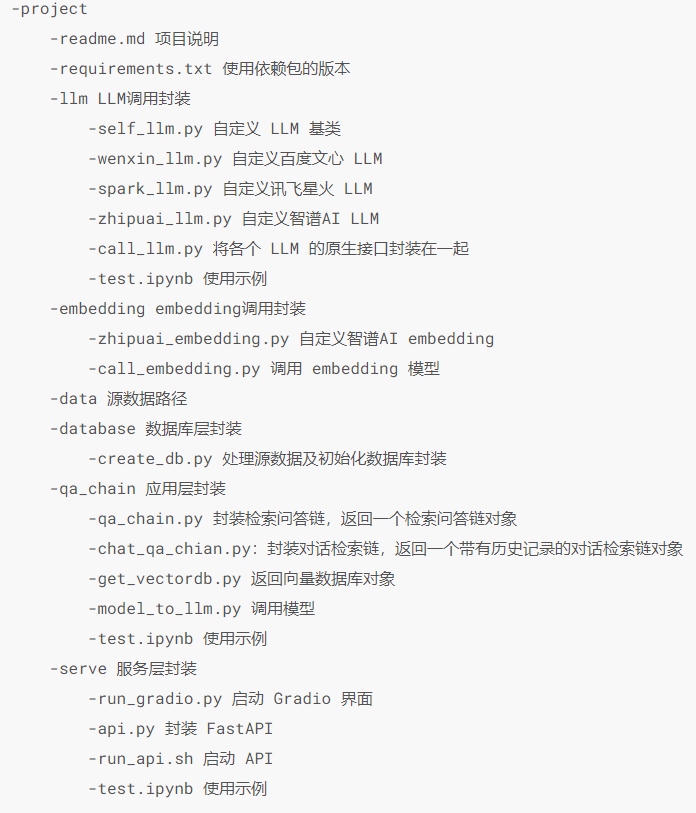 -project
-readme.md 项目说明
-requirements.txt 使用依赖包的版本
-llm LLM调用封装
-self_llm.py 自定义 LLM 基类
-wenxin_llm.py 自定义百度文心 LLM
-spark_llm.py 自定义讯飞星火 LLM
-zhipuai_llm.py 自定义智谱AI LLM
-call_llm.py 将各个 LLM 的原生接口封装在一起
-test.ipynb 使用示例
-embedding embedding调用封装
-zhipuai_embedding.py 自定义智谱AI embedding
-call_embedding.py 调用 embedding 模型
-data 源数据路径
-database 数据库层封装
-create_db.py 处理源数据及初始化数据库封装
-qa_chain 应用层封装
-qa_chain.py 封装检索问答链，返回一个检索问答链对象
-chat_qa_chian.py：封装对话检索链，返回一个带有历史记录的对话检索链对象
-get_vectordb.py 返回向量数据库对象
-model_to_llm.py 调用模型
-test.ipynb 使用示例
-serve 服务层封装
-run_gradio.py 启动 Gradio 界面
-api.py 封装 FastAPI
-run_api.sh 启动 API
-test.ipynb 使用示例